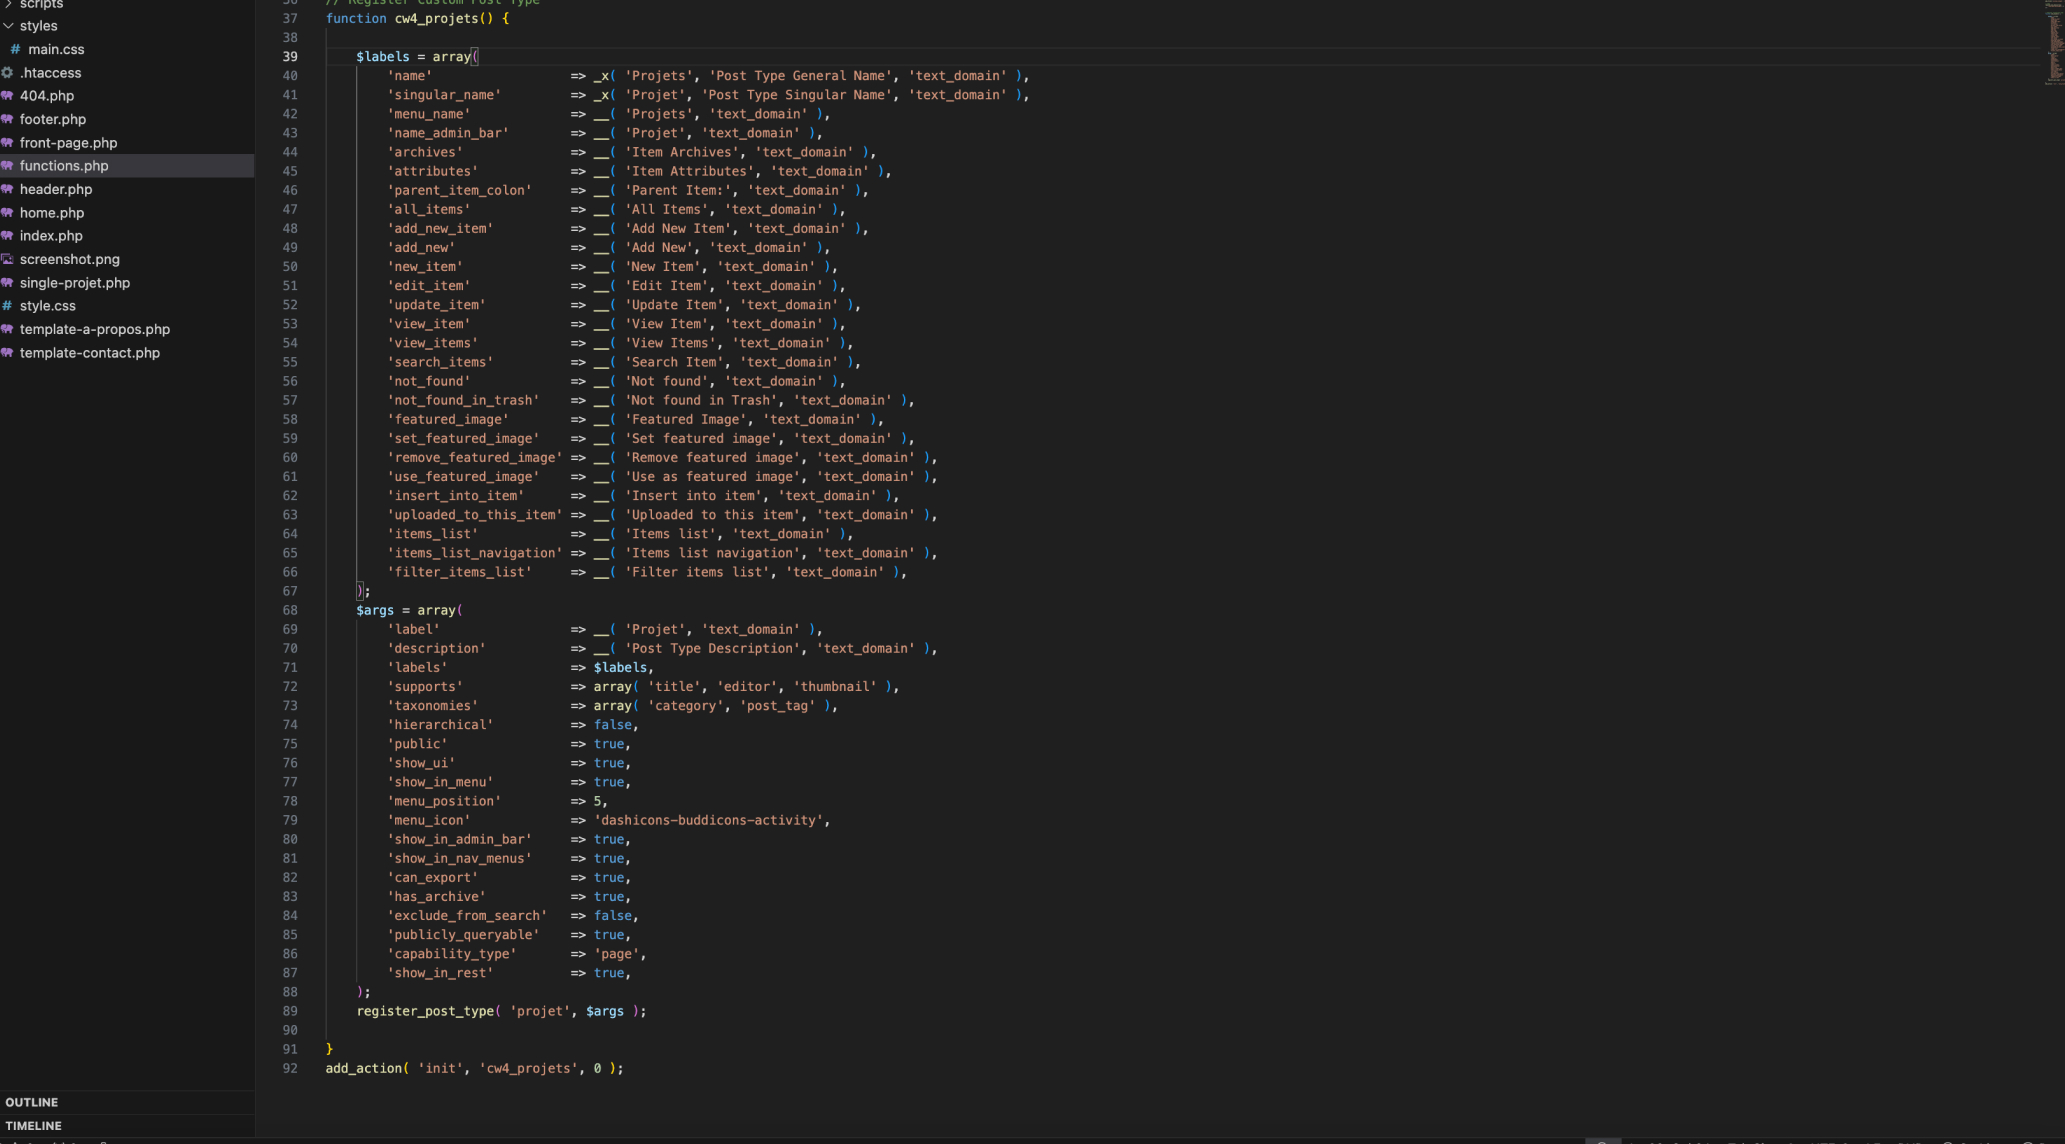 scripts
styles
# main.css
.htaccess
404.php
footer.php
front-page.php
functions.php
header.php
home.php
index.php
screenshot.png
single-projet.php
# style.css
template-a-propos.php
template-contact.php
OUTLINE
TIMELINE
36 // Register Custom Post Type
37 function cw4_projets() {
38
39 $labels = array(
40 'name' => _x( 'Projets', 'Post Type General Name', 'text_domain' ),
41 'singular_name' => _x( 'Projet', 'Post Type Singular Name', 'text_domain' ),
42 'menu_name' => __( 'Projets', 'text_domain' ),
43 'name_admin_bar' => __( 'Projet', 'text_domain' ),
44 'archives' => __( 'Item Archives', 'text_domain' ),
45 'attributes' => __( 'Item Attributes', 'text_domain' ),
46 'parent_item_colon' => __( 'Parent Item:', 'text_domain' ),
47 'all_items' => __( 'All Items', 'text_domain' ),
48 'add_new_item' => __( 'Add New Item', 'text_domain' ),
49 'add_new' => __( 'Add New', 'text_domain' ),
50 'new_item' => __( 'New Item', 'text_domain' ),
51 'edit_item' => __( 'Edit Item', 'text_domain' ),
52 'update_item' => __( 'Update Item', 'text_domain' ),
53 'view_item' => __( 'View Item', 'text_domain' ),
54 'view_items' => __( 'View Items', 'text_domain' ),
55 'search_items' => __( 'Search Item', 'text_domain' ),
56 'not_found' => __( 'Not found', 'text_domain' ),
57 'not_found_in_trash' => __( 'Not found in Trash', 'text_domain' ),
58 'featured_image' => __( 'Featured Image', 'text_domain' ),
59 'set_featured_image' => __( 'Set featured image', 'text_domain' ),
60 'remove_featured_image' => __( 'Remove featured image', 'text_domain' ),
61 'use_featured_image' => __( 'Use as featured image', 'text_domain' ),
62 'insert_into_item' => __( 'Insert into item', 'text_domain' ),
63 'uploaded_to_this_item' => __( 'Uploaded to this item', 'text_domain' ),
64 'items_list' => __( 'Items list', 'text_domain' ),
65 'items_list_navigation' => __( 'Items list navigation', 'text_domain' ),
66 'filter_items_list' => __( 'Filter items list', 'text_domain' ),
67 );
68 $args = array(
69 'label' => __( 'Projet', 'text_domain' ),
70 'description' => __( 'Post Type Description', 'text_domain' ),
71 'labels' => $labels,
72 'supports' => array( 'title', 'editor', 'thumbnail' ),
73 'taxonomies' => array( 'category', 'post_tag' ),
74 'hierarchical' => false,
75 'public' => true,
76 'show_ui' => true,
77 'show_in_menu' => true,
78 'menu_position' => 5,
79 'menu_icon' => 'dashicons-buddicons-activity',
80 'show_in_admin_bar' => true,
81 'show_in_nav_menus' => true,
82 'can_export' => true,
83 'has_archive' => true,
84 'exclude_from_search' => false,
85 'publicly_queryable' => true,
86 'capability_type' => 'page',
87 'show_in_rest' => true,
88 );
89 register_post_type( 'projet', $args );
90
91 }
92 add_action( 'init', 'cw4_projets', 0 );